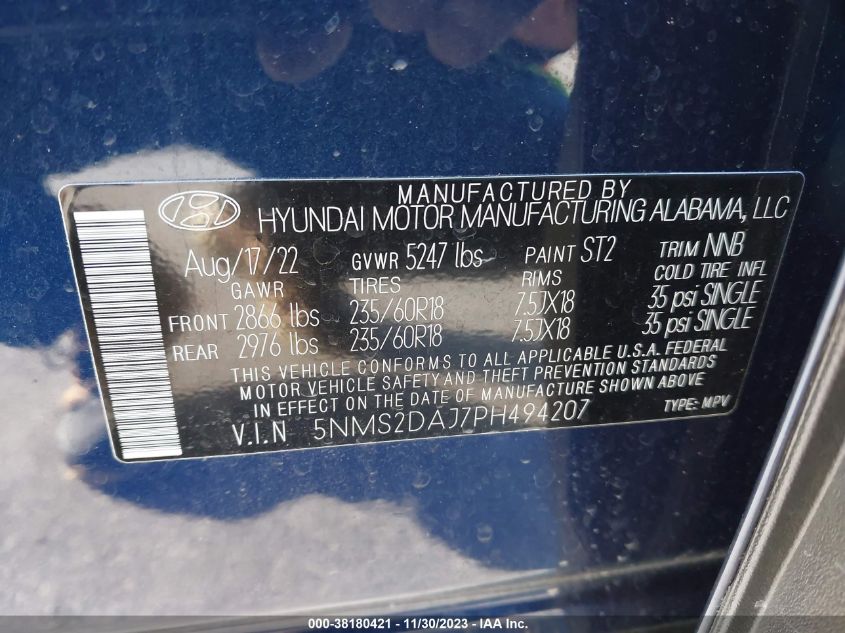 MANUFACTURED BY
HYUNDAI MOTOR MANUFACTURING ALABAMA, LLC
Aug/17/22 GVWR 5247 lbs PAINT ST2 TRIM NNB
GAWR TIRES RIMS COLD TIRE INFL
FRONT 2866 lbs 235/60R18 7.5JX18 35 psi SINGLE
REAR 2976 lbs 235/60R18 7.5JX18 35 psi SINGLE
THIS VEHICLE CONFORMS TO ALL APPLICABLE U.S.A. FEDERAL
MOTOR VEHICLE SAFETY AND THEFT PREVENTION STANDARDS
IN EFFECT ON THE DATE OF MANUFACTURE SHOWN ABOVE
V.I.N 5NMS2DAJ7PH494207 TYPE: MPV
000-38180421 - 11/30/2023 - IAA Inc.